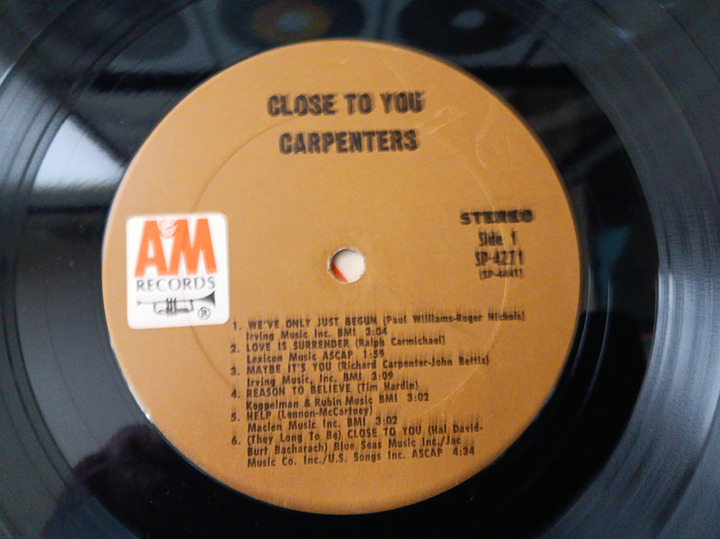 CLOSE TO YOU
CARPENTERS
A&M
RECORDS
®
STEREO
Side 1
SP-4271
1. WE'VE ONLY JUST BEGUN (Paul Williams-Roger Nichols)
Irving Music Inc. BMI 3:04
2. LOVE IS SURRENDER (Ralph Carmichael)
Lexicon Music ASCAP 1:59
3. MAYBE IT'S YOU (Richard Carpenter-John Bettis)
Irving Music, Inc. BMI 3:09
4. REASON TO BELIEVE (Tim Hardin)
Koppelman & Rubin Music BMI 3:02
5. HELP (Lennon-McCartney)
Maclen Music Inc. BMI 3:02
6. (They Long To Be) CLOSE TO YOU (Hal David-
Burt Bacharach) Blue Seas Music Inc./Jac
Music Co. Inc./U.S. Songs Inc. ASCAP 4:34